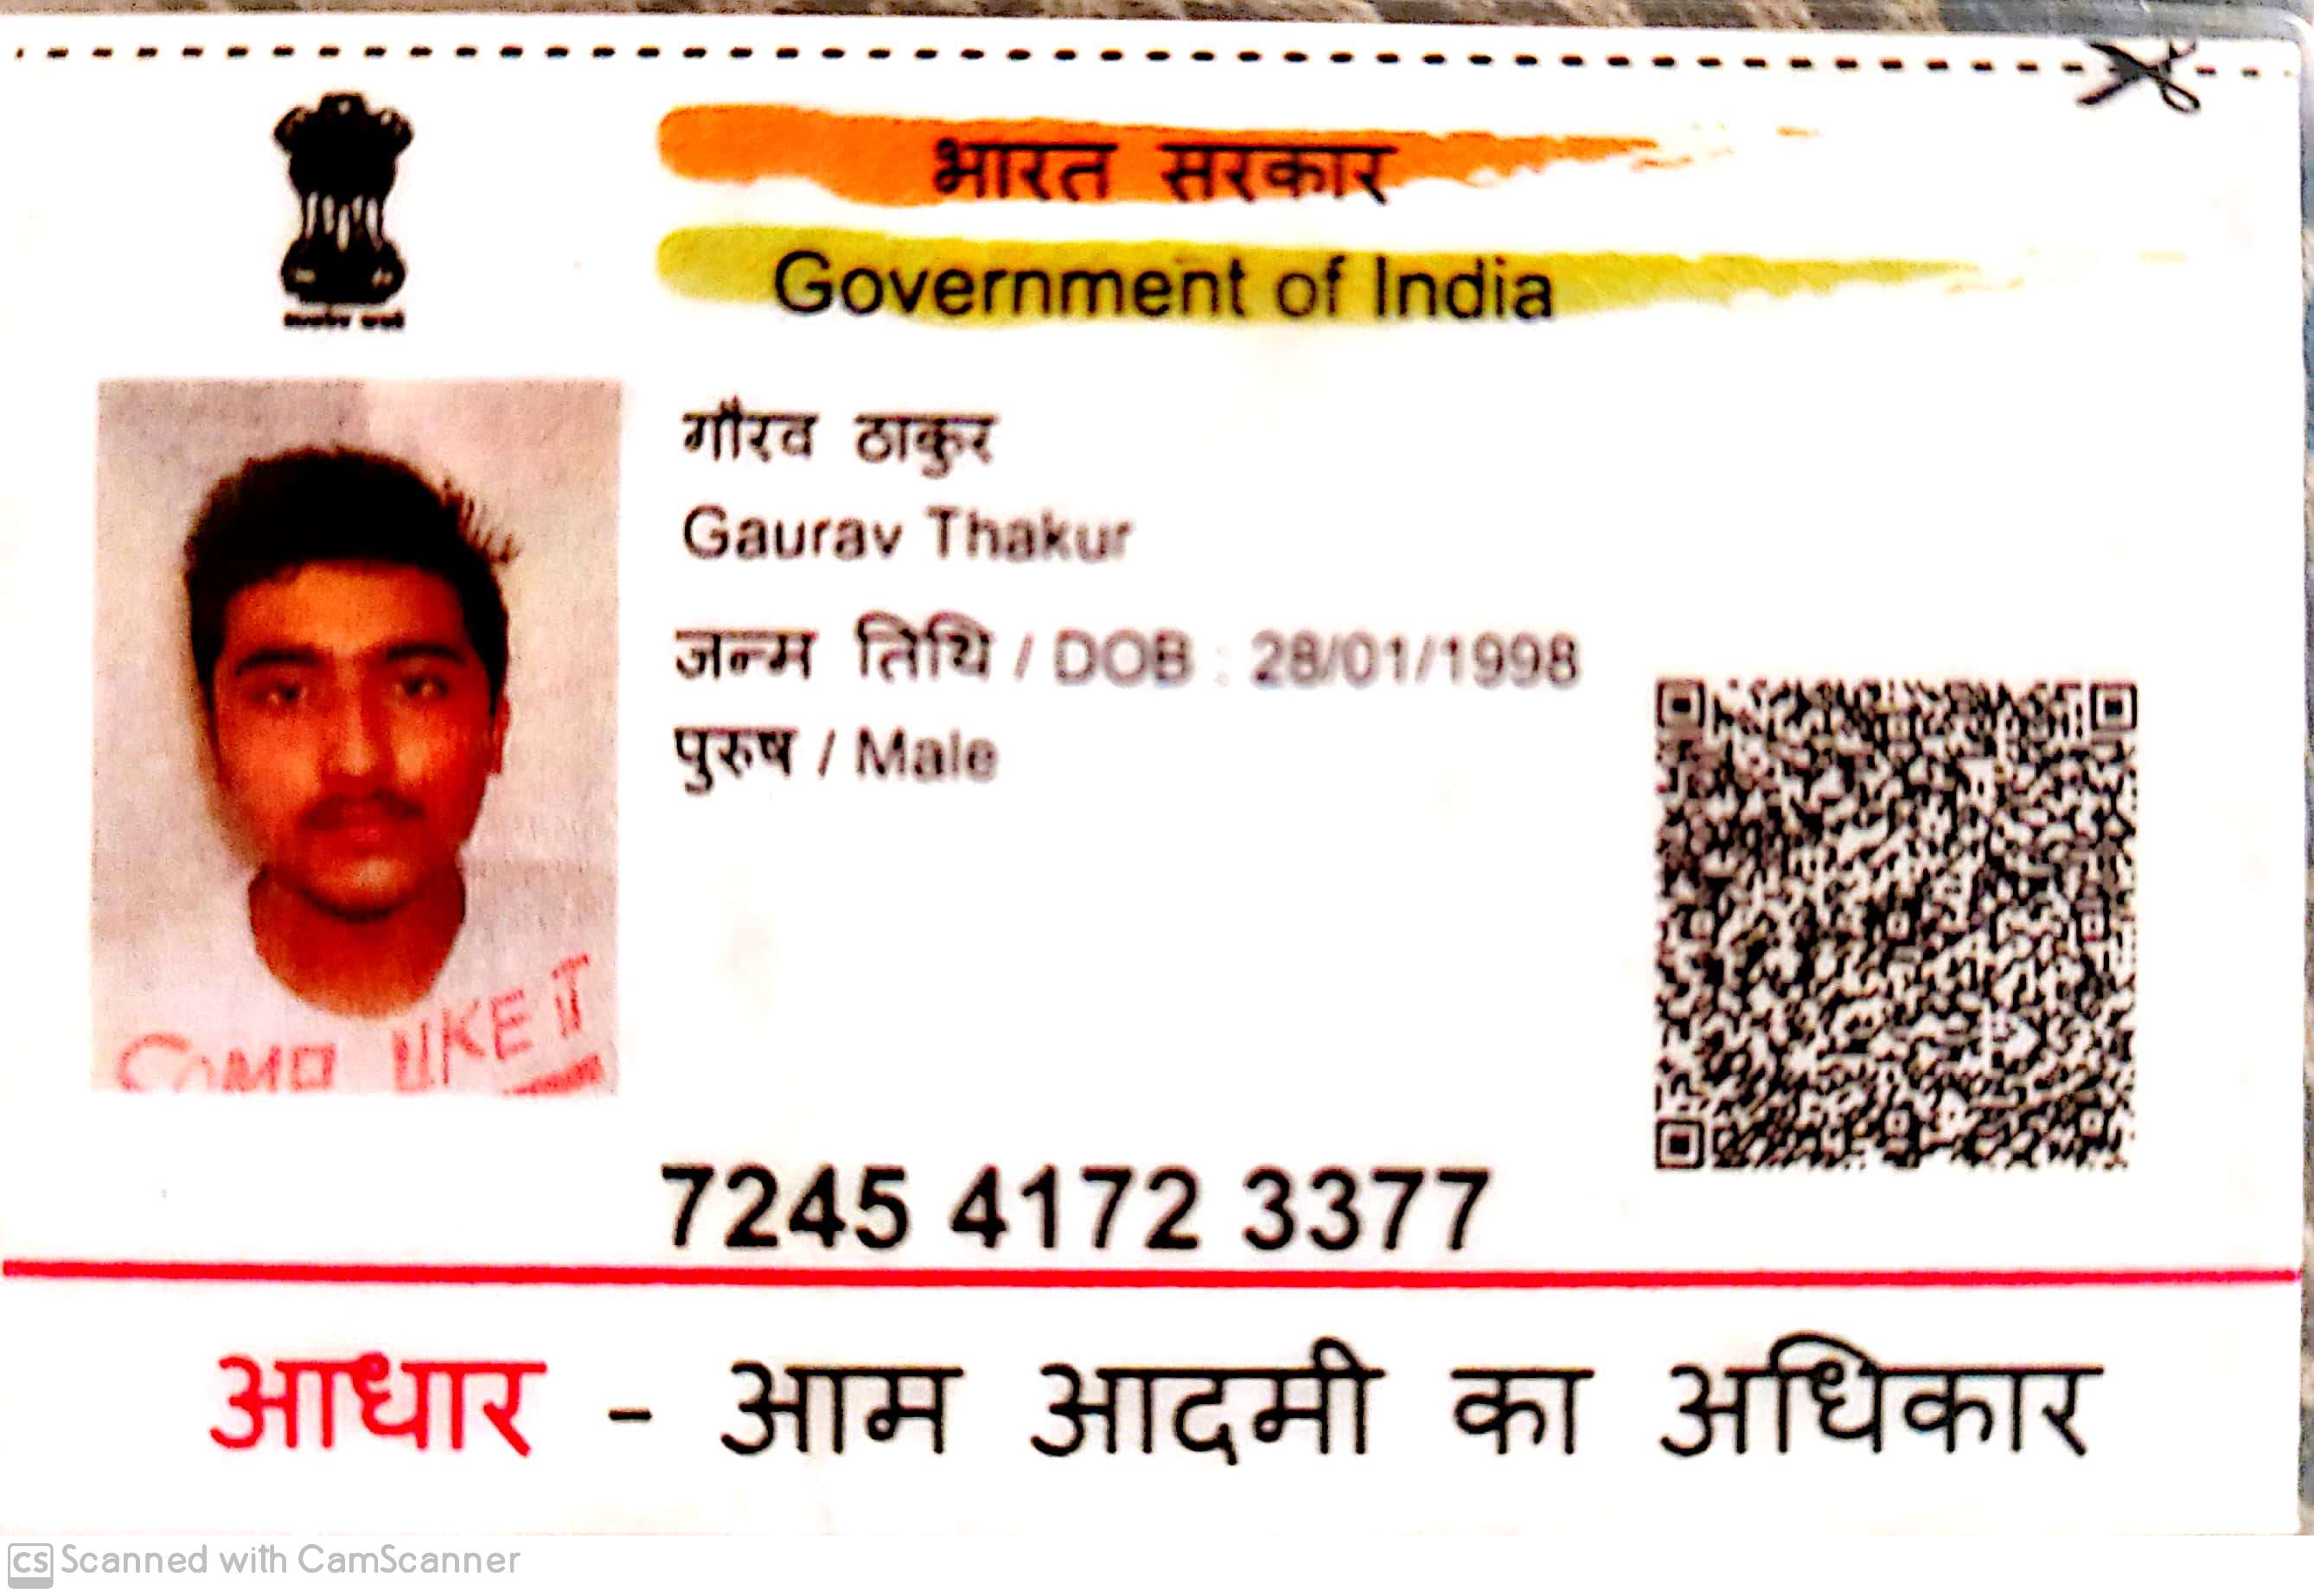 भारत सरकार
Government of India
गौरव ठाकुर
Gaurav Thakur
जन्म तिथि / DOB : 28/01/1998
पुरुष / Male
LIKE IT
7245 4172 3377
आधार - आम आदमी का अधिकार
CS Scanned with CamScanner